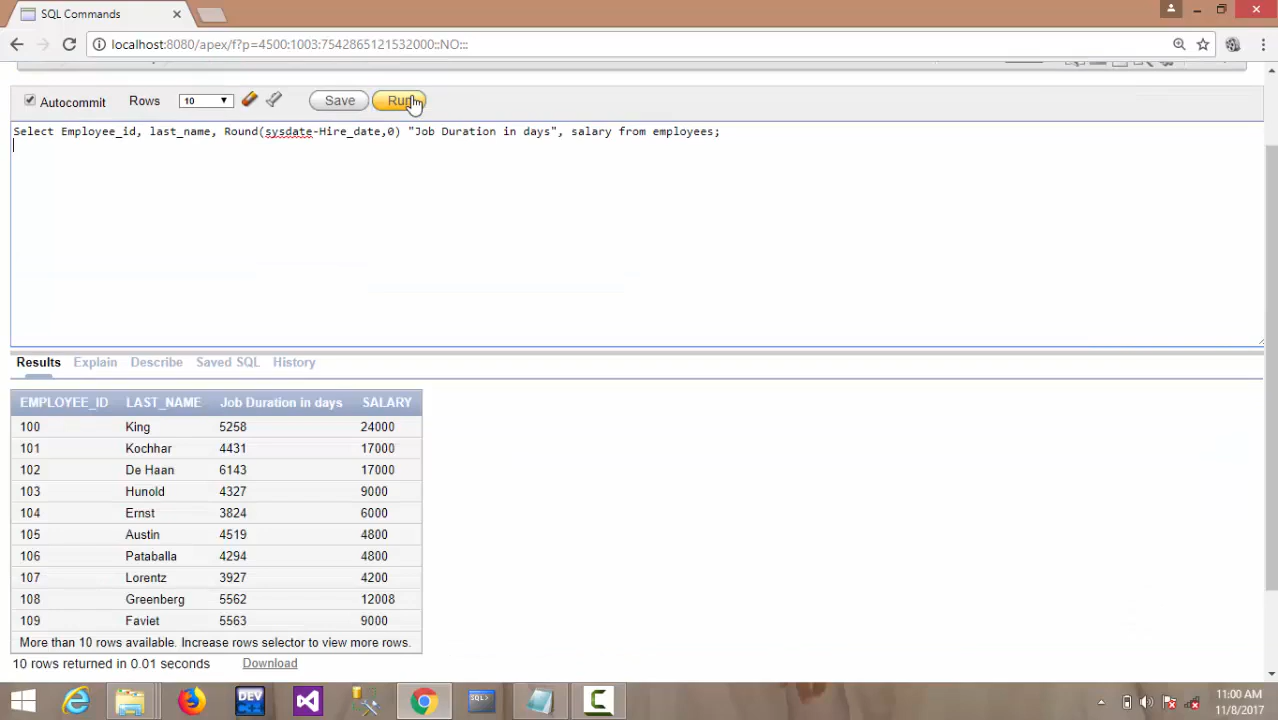 SQL Commands
localhost:8080/apex/f?p=4500:1003:7542865121532000::NO:::
Autocommit Rows 10 Save Run
Select Employee_id, last_name, Round(sysdate-Hire_date,0) "Job Duration in days", salary from employees;
Results Explain Describe Saved SQL History
EMPLOYEE_ID LAST_NAME Job Duration in days SALARY
100 King 5258 24000
101 Kochhar 4431 17000
102 De Haan 6143 17000
103 Hunold 4327 9000
104 Ernst 3824 6000
105 Austin 4519 4800
106 Pataballa 4294 4800
107 Lorentz 3927 4200
108 Greenberg 5562 12008
109 Faviet 5563 9000
More than 10 rows available. Increase rows selector to view more rows.
10 rows returned in 0.01 seconds Download
DEV
C++
SQL>
11:00 AM
11/8/2017